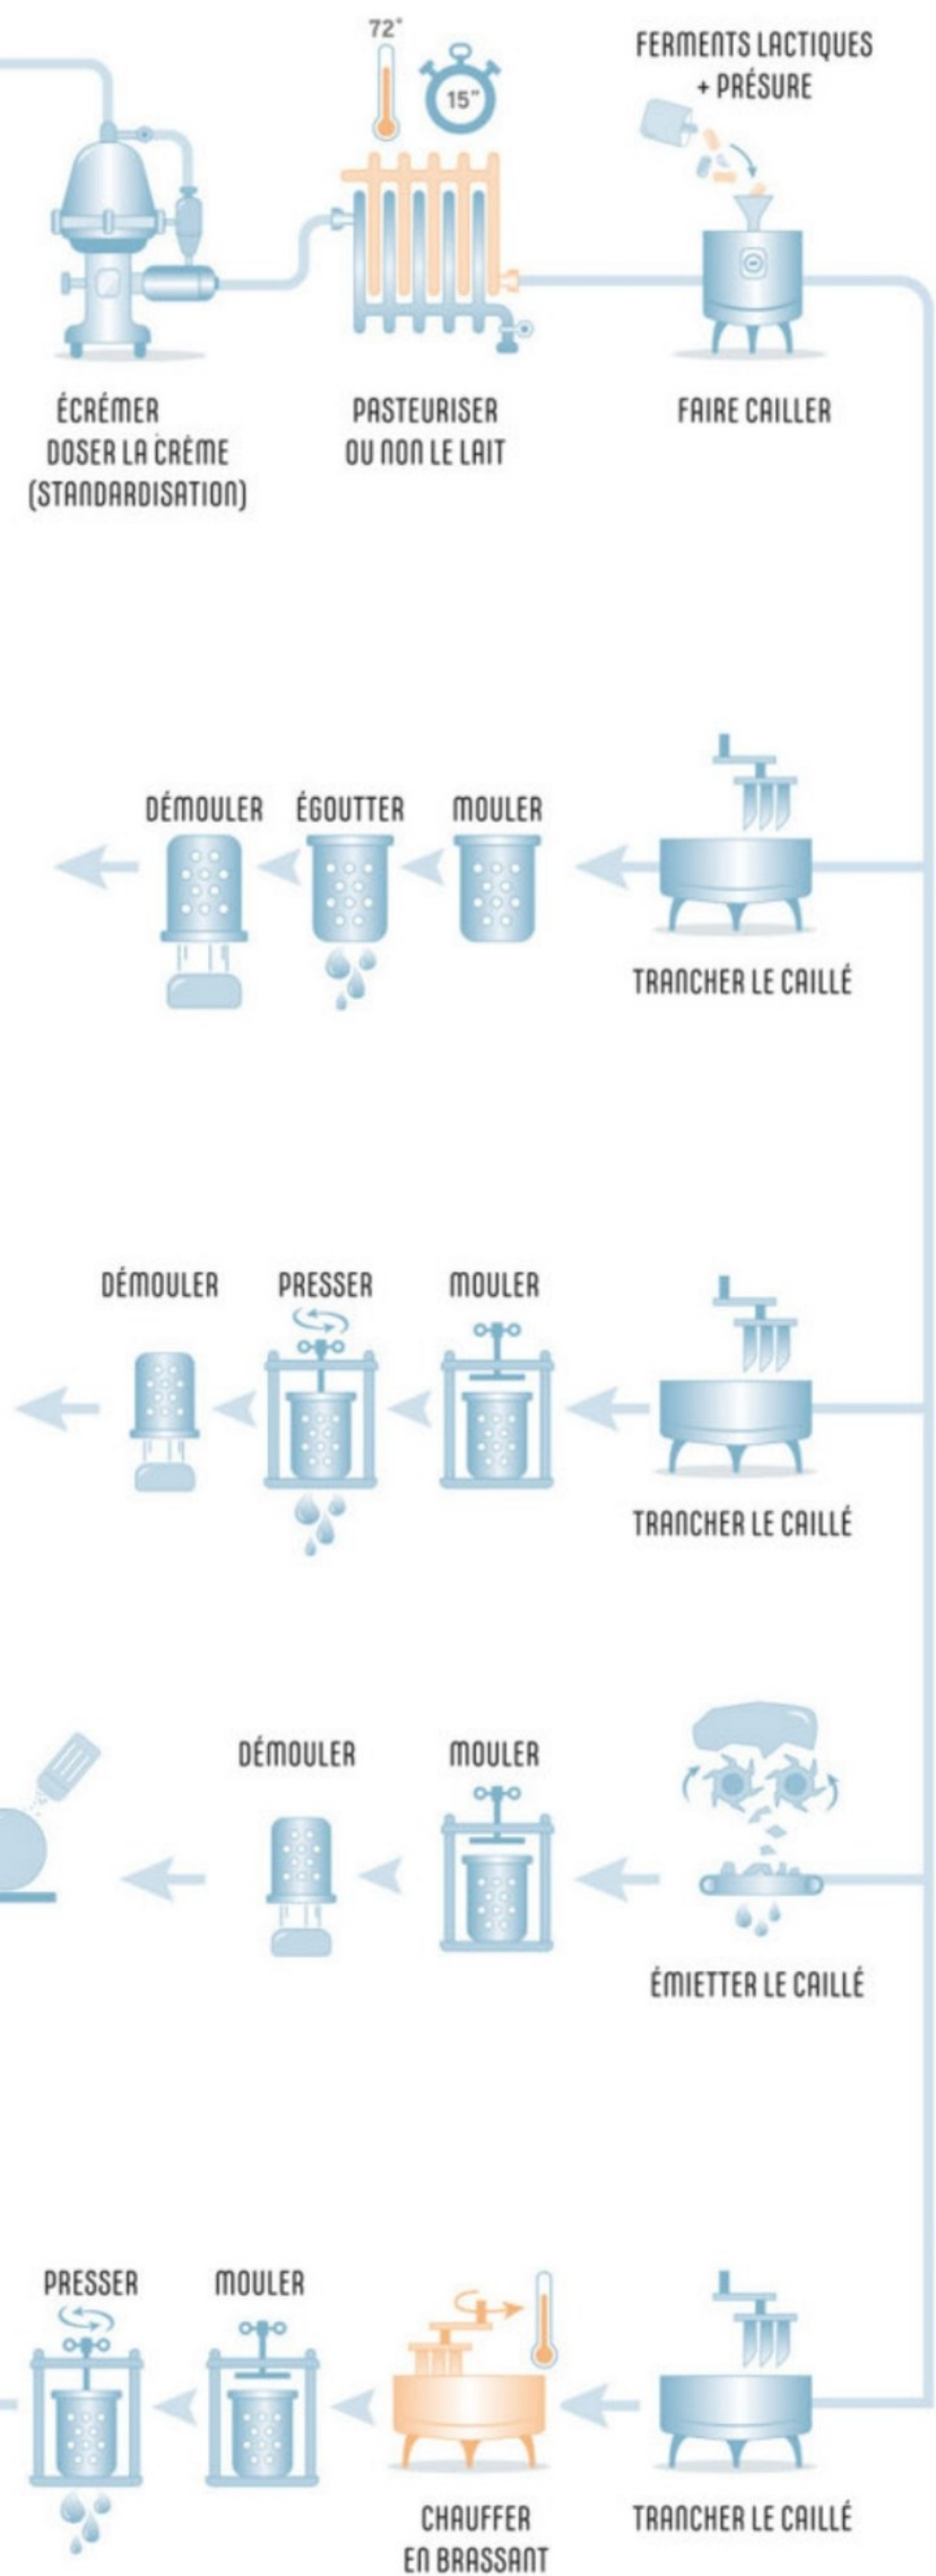 72°
15"
FERMENTS LACTIQUES
+ PRÉSURE
ÉCRÉMER
DOSER LA CRÈME
(STANDARDISATION)
PASTEURISER
OU NON LE LAIT
FAIRE CAILLER
DÉMOULER ÉGOUTTER MOULER
TRANCHER LE CAILLÉ
DÉMOULER PRESSER MOULER
TRANCHER LE CAILLÉ
DÉMOULER MOULER
ÉMIETTER LE CAILLÉ
PRESSER MOULER
CHAUFFER
EN BRASSANT
TRANCHER LE CAILLÉ